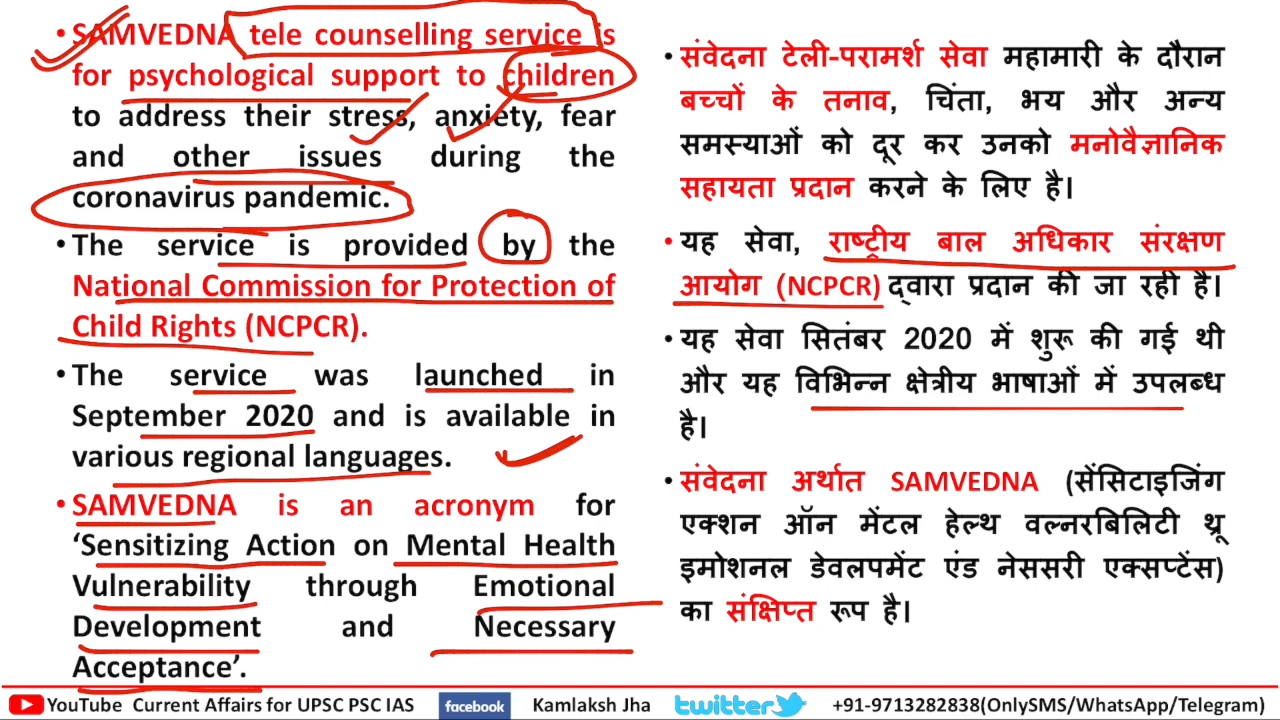 • SAMVEDNA tele counselling service is
for psychological support to children
to address their stress, anxiety, fear
and other issues during the
coronavirus pandemic.
• The service is provided by the
National Commission for Protection of
Child Rights (NCPCR).
• The service was launched in
September 2020 and is available in
various regional languages.
• SAMVEDNA is an acronym for
‘Sensitizing Action on Mental Health
Vulnerability through Emotional
Development and Necessary
Acceptance’.
• संवेदना टेली-परामर्श सेवा महामारी के दौरान
बच्चों के तनाव, चिंता, भय और अन्य
समस्याओं को दूर कर उनको मनोवैज्ञानिक
सहायता प्रदान करने के लिए है।
• यह सेवा, राष्ट्रीय बाल अधिकार संरक्षण
आयोग (NCPCR) द्वारा प्रदान की जा रही है।
• यह सेवा सितंबर 2020 में शुरू की गई थी
और यह विभिन्न क्षेत्रीय भाषाओं में उपलब्ध
है।
• संवेदना अर्थात SAMVEDNA (सेंसिटाइजिंग
एक्शन ऑन मेंटल हेल्थ वल्नरबिलिटी थ्रू
इमोशनल डेवलपमेंट एंड नेससरी एक्सप्टेंस)
का संक्षिप्त रूप है।
YouTube Current Affairs for UPSC PSC IAS facebook Kamlaksh Jha twitter +91-9713282838(OnlySMS/WhatsApp/Telegram)